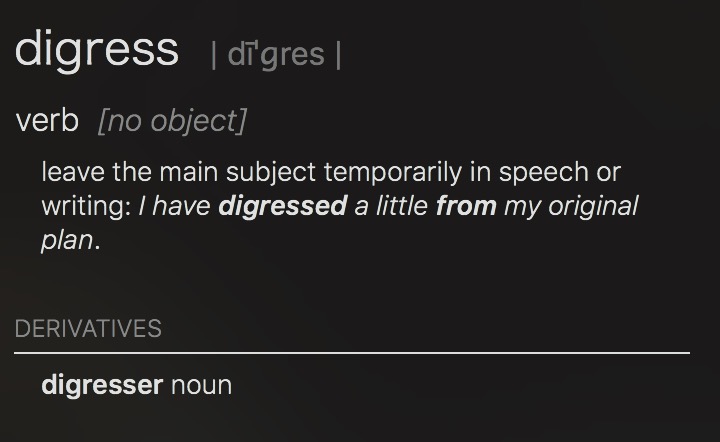 digress | dīˈɡres |
verb [no object]
leave the main subject temporarily in speech or
writing: I have digressed a little from my original
plan.
DERIVATIVES
digresser noun